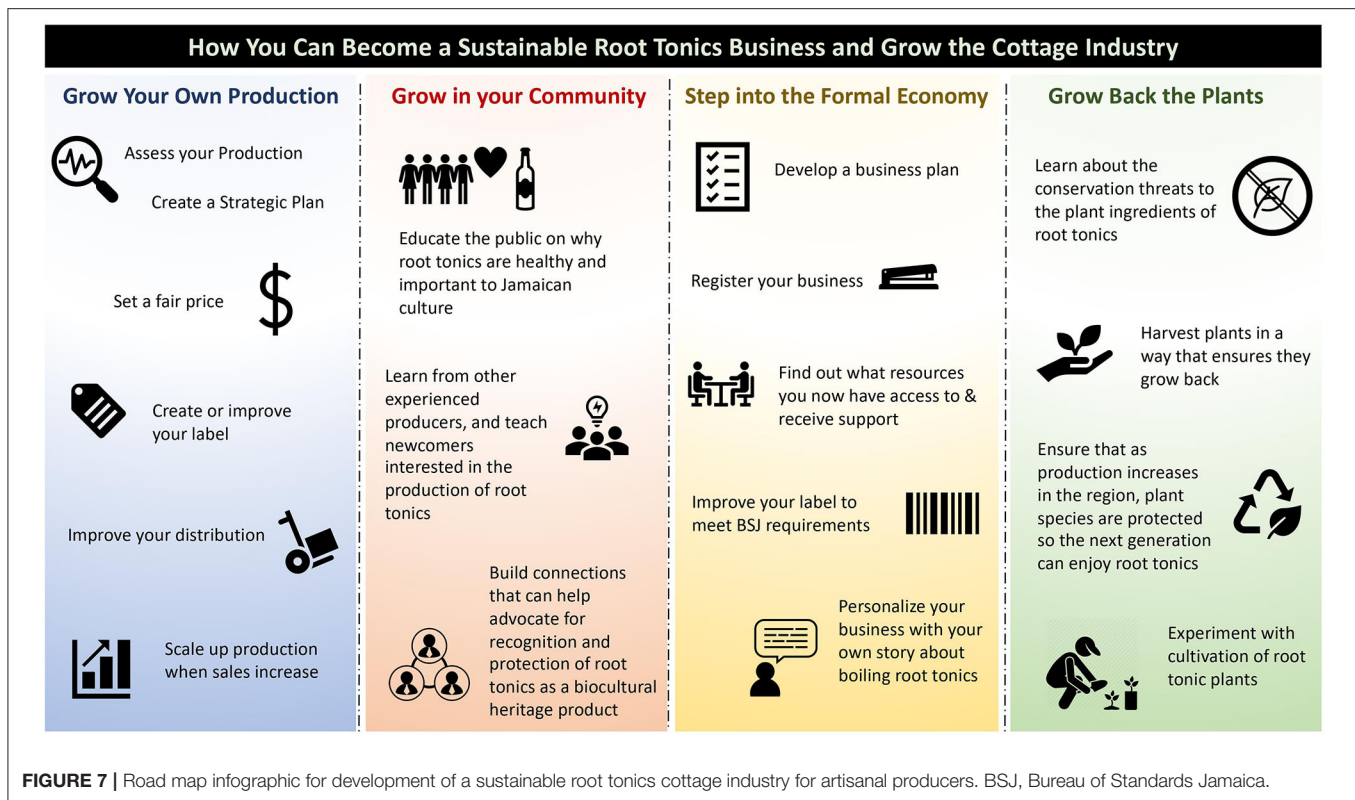 How You Can Become a Sustainable Root Tonics Business and Grow the Cottage Industry
Grow Your Own Production
Assess your Production
Create a Strategic Plan
Set a fair price
$
Create or improve
your label
Improve your distribution
Scale up production
when sales increase
Grow in your Community
Educate the public on why
root tonics are healthy and
important to Jamaican
culture
Learn from other
experienced
producers, and teach
newcomers
interested in the
production of root
tonics
Build connections
that can help
advocate for
recognition and
protection of root
tonics as a biocultural
heritage product
Step into the Formal Economy
Develop a business plan
Register your business
Find out what resources
you now have access to &
receive support
Improve your label to
meet BSJ requirements
Personalize your
business with your
own story about
boiling root tonics
Grow Back the Plants
Learn about the
conservation threats to
the plant ingredients of
root tonics
Harvest plants in a
way that ensures they
grow back
Ensure that as
production increases
in the region, plant
species are protected
so the next generation
can enjoy root tonics
Experiment with
cultivation of root
tonic plants
FIGURE 7 | Road map infographic for development of a sustainable root tonics cottage industry for artisanal producers. BSJ, Bureau of Standards Jamaica.